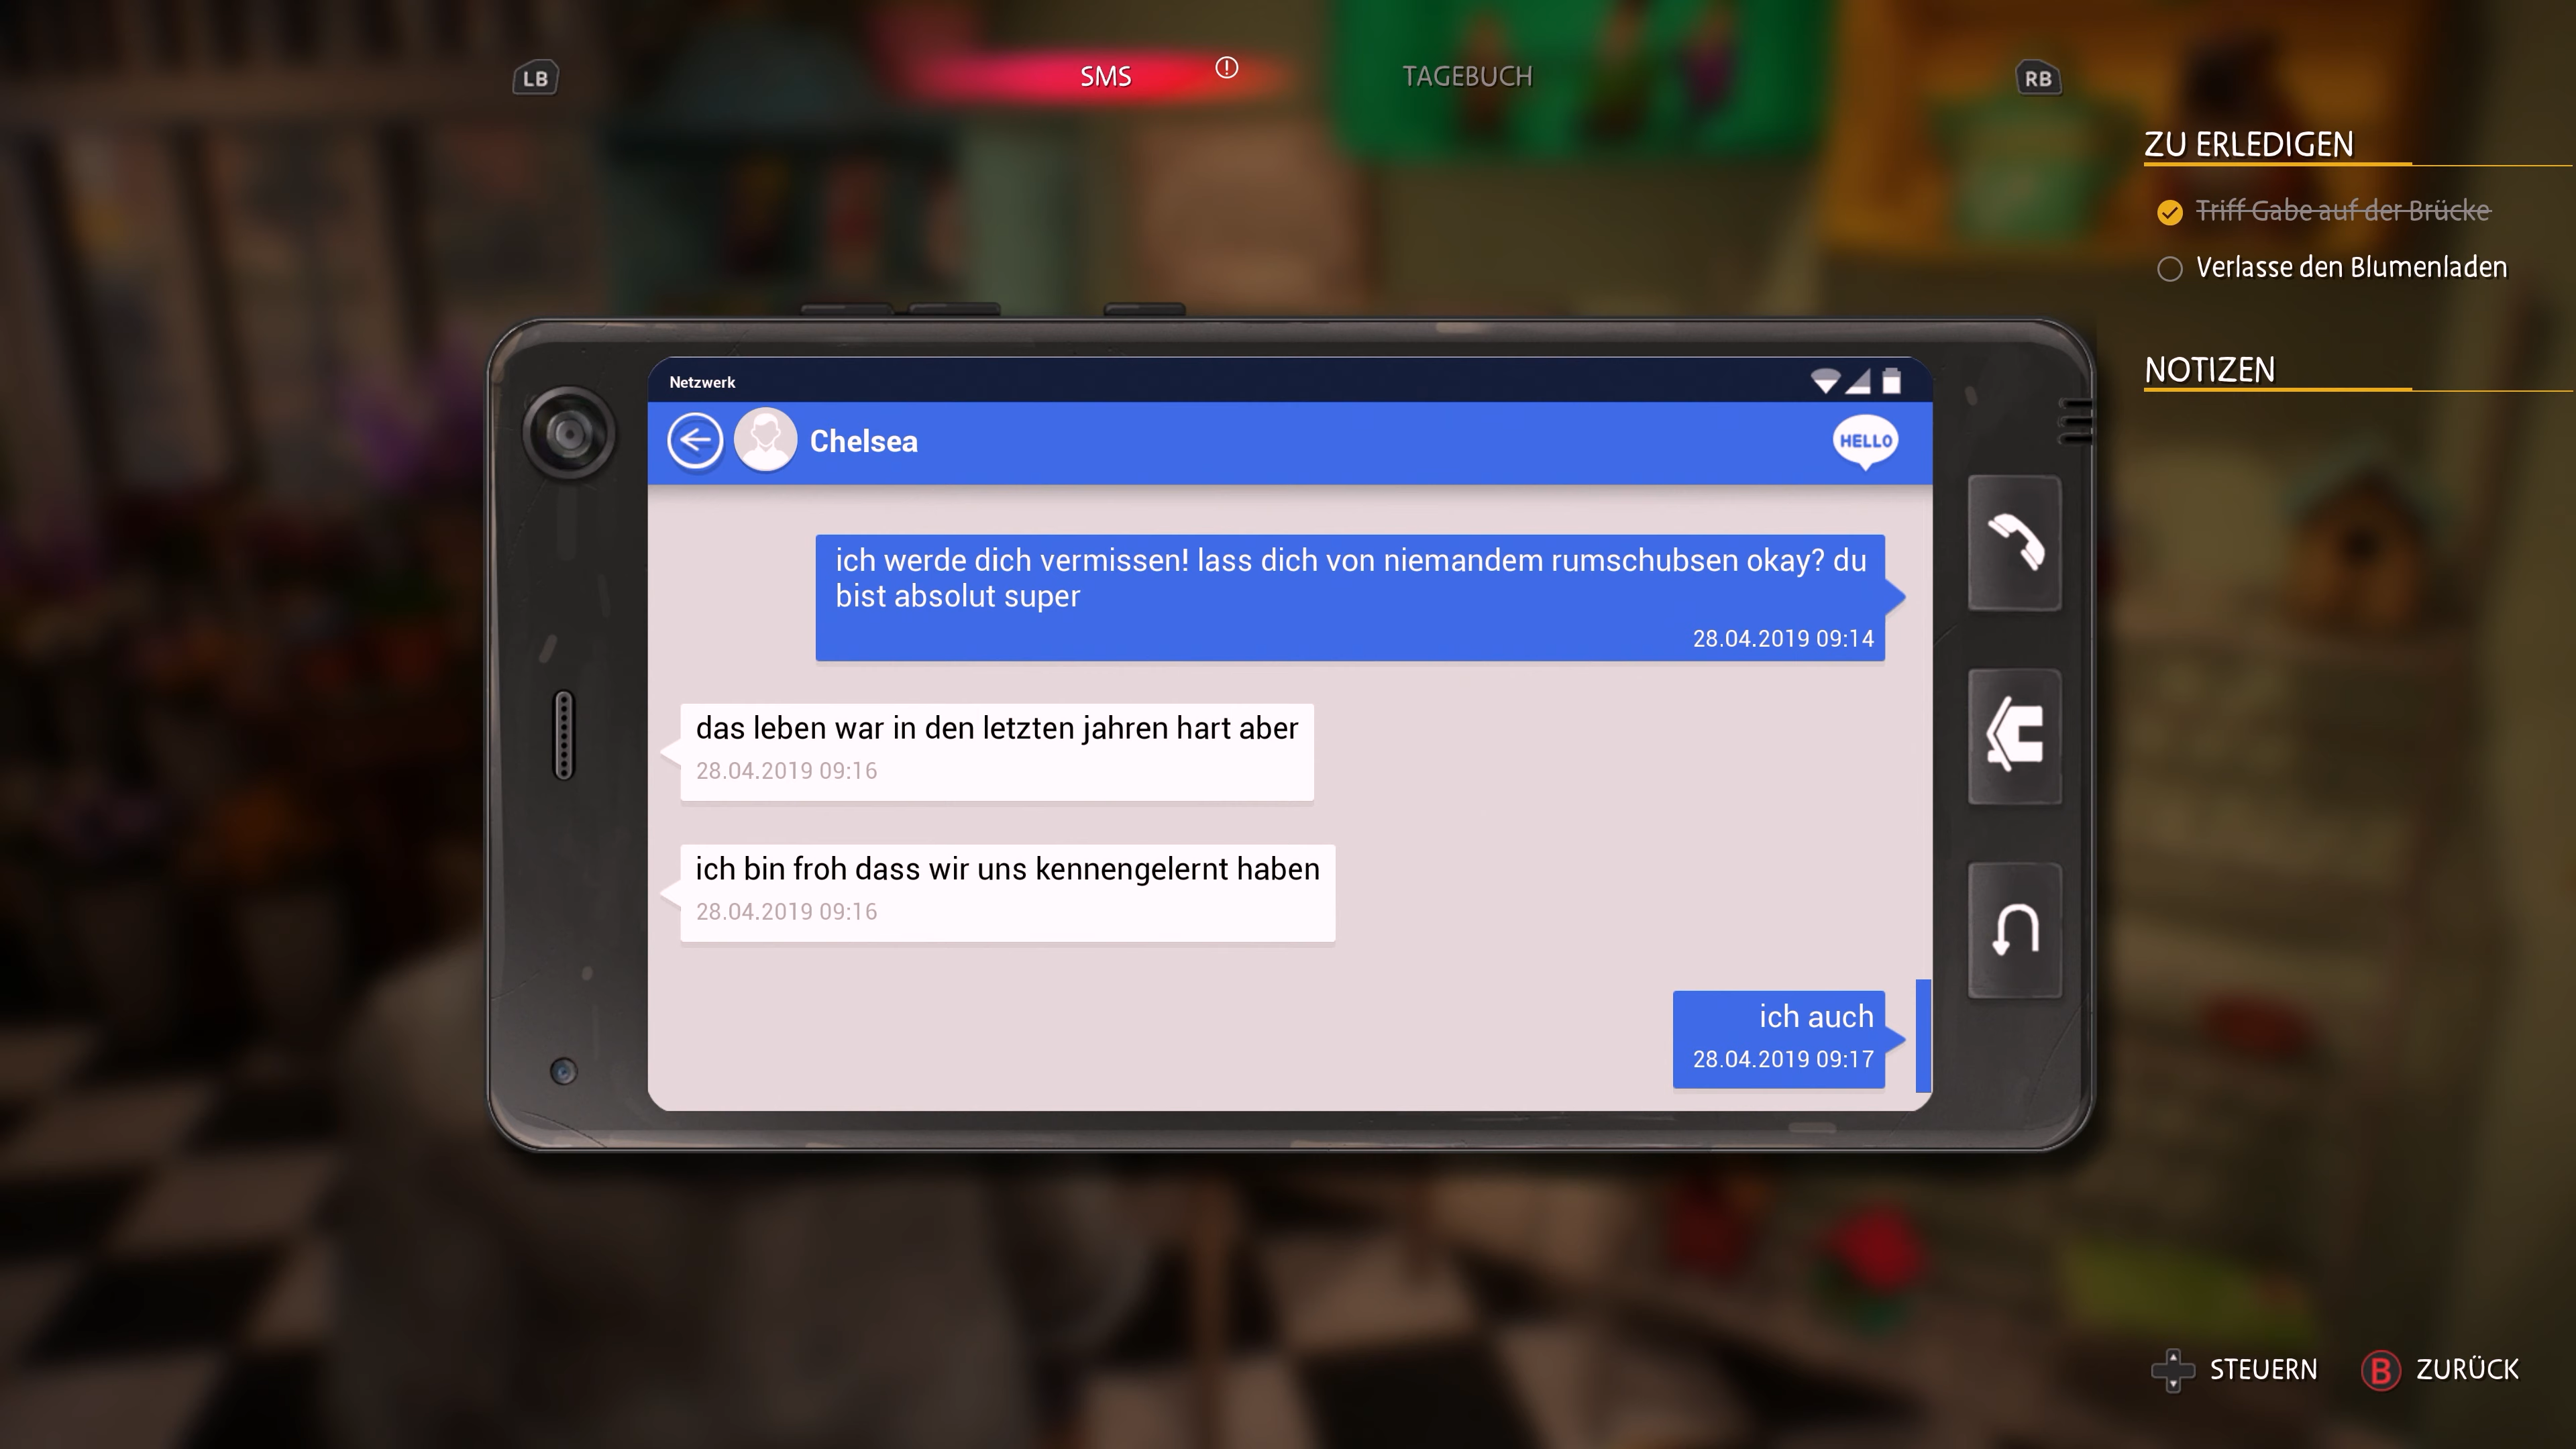 LB
SMS
TAGEBUCH
RB
ZU ERLEDIGEN
Triff Gabe auf der Brücke
Verlasse den Blumenladen
NOTIZEN
Netzwerk
Chelsea
HELLO
ich werde dich vermissen! lass dich von niemandem rumschubsen okay? du
bist absolut super
28.04.2019 09:14
das leben war in den letzten jahren hart aber
28.04.2019 09:16
ich bin froh dass wir uns kennengelernt haben
28.04.2019 09:16
ich auch
28.04.2019 09:17
STEUERN
B ZURÜCK